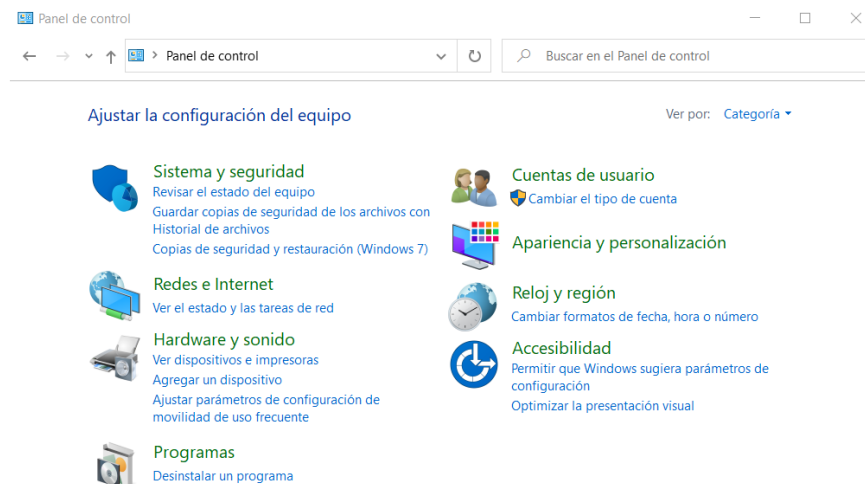 Panel de control
Panel de control
Buscar en el Panel de control
Ajustar la configuración del equipo
Ver por: Categoría
Sistema y seguridad
Revisar el estado del equipo
Guardar copias de seguridad de los archivos con
Historial de archivos
Copias de seguridad y restauración (Windows 7)
Redes e Internet
Ver el estado y las tareas de red
Hardware y sonido
Ver dispositivos e impresoras
Agregar un dispositivo
Ajustar parámetros de configuración de
movilidad de uso frecuente
Programas
Desinstalar un programa
Cuentas de usuario
Cambiar el tipo de cuenta
Apariencia y personalización
Reloj y región
Cambiar formatos de fecha, hora o número
Accesibilidad
Permitir que Windows sugiera parámetros de
configuración
Optimizar la presentación visual